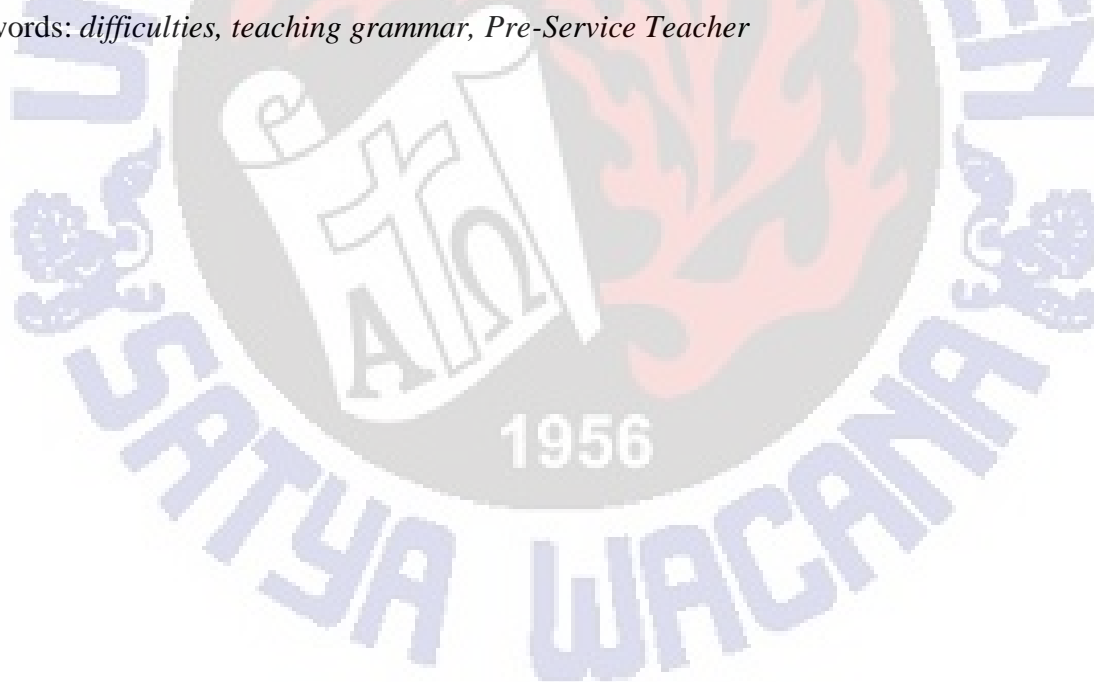 words: difficulties, teaching grammar, Pre-Service Teacher
Α Ω
1956
SATYA WACANA